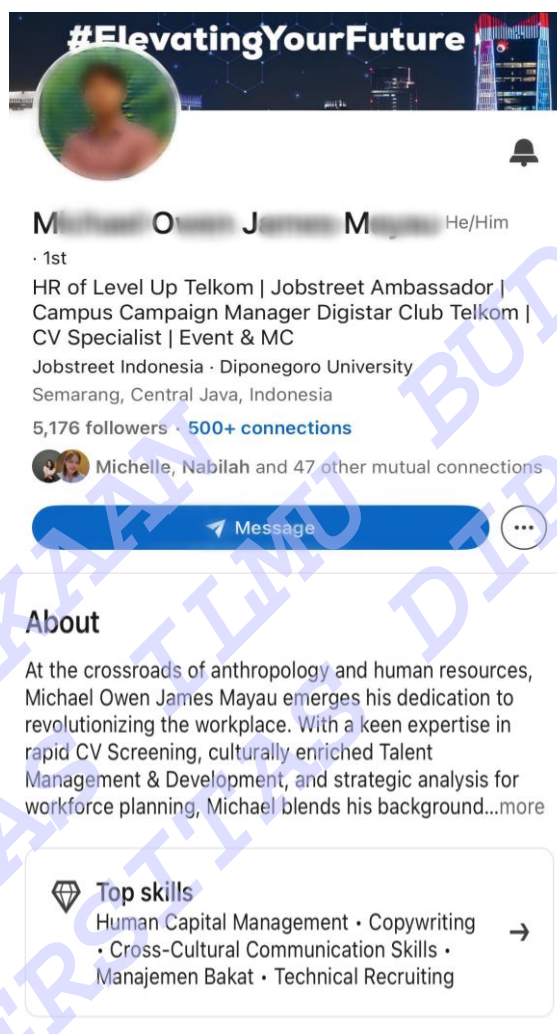 #ElevatingYourFuture
M O J M He/Him
· 1st
HR of Level Up Telkom | Jobstreet Ambassador |
Campus Campaign Manager Digistar Club Telkom |
CV Specialist | Event & MC
Jobstreet Indonesia · Diponegoro University
Semarang, Central Java, Indonesia
5,176 followers · 500+ connections
Michelle, Nabilah and 47 other mutual connections
Message
About
At the crossroads of anthropology and human resources,
Michael Owen James Mayau emerges his dedication to
revolutionizing the workplace. With a keen expertise in
rapid CV Screening, culturally enriched Talent
Management & Development, and strategic analysis for
workforce planning, Michael blends his background...more
Top skills
Human Capital Management • Copywriting
• Cross-Cultural Communication Skills •
Manajemen Bakat • Technical Recruiting